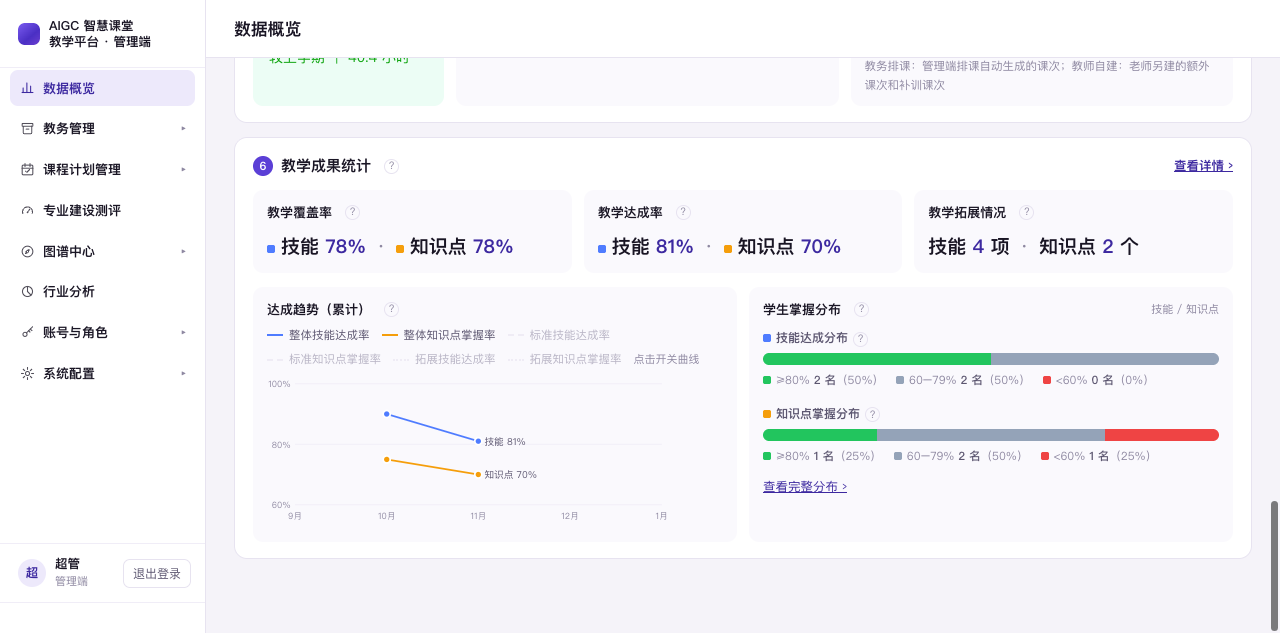 AIGC 智慧课堂
教学平台 · 管理端
数据概览
教务管理
课程计划管理
专业建设测评
图谱中心
行业分析
账号与角色
系统配置
超
超管
管理端
退出登录
数据概览
教务排课：管理端排课自动生成的课次；教师自建：老师另建的额外
课次和补训课次
6 教学成果统计 ?
查看详情 >
教学覆盖率 ?
技能 78% · 知识点 78%
教学达成率 ?
技能 81% · 知识点 70%
教学拓展情况 ?
技能 4 项 · 知识点 2 个
达成趋势（累计） ?
整体技能达成率 整体知识点掌握率 标准技能达成率
标准知识点掌握率 拓展技能达成率 拓展知识点掌握率 点击开关曲线
100%
80%
60%
技能 81%
知识点 70%
9月 10月 11月 12月 1月
学生掌握分布 ?
技能 / 知识点
技能达成分布 ?
≥80% 2 名 (50%) 60—79% 2 名 (50%) <60% 0 名 (0%)
知识点掌握分布 ?
≥80% 1 名 (25%) 60—79% 2 名 (50%) <60% 1 名 (25%)
查看完整分布 >